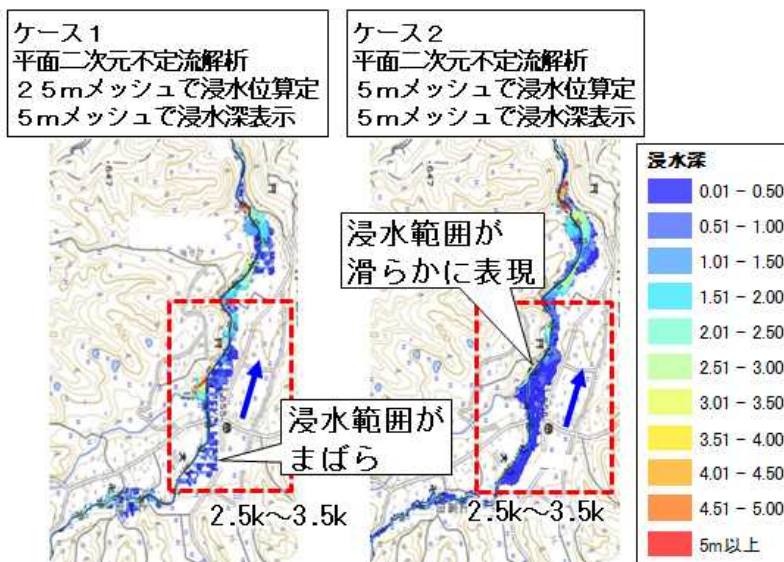 ケース1
平面二次元不定流解析
25mメッシュで浸水位算定
5mメッシュで浸水深表示
ケース2
平面二次元不定流解析
5mメッシュで浸水位算定
5mメッシュで浸水深表示
浸水範囲が
滑らかに表現
浸水範囲が
まばら
2.5k~3.5k
2.5k~3.5k
浸水深
0.01 - 0.50
0.51 - 1.00
1.01 - 1.50
1.51 - 2.00
2.01 - 2.50
2.51 - 3.00
3.01 - 3.50
3.51 - 4.00
4.01 - 4.50
4.51 - 5.00
5m以上